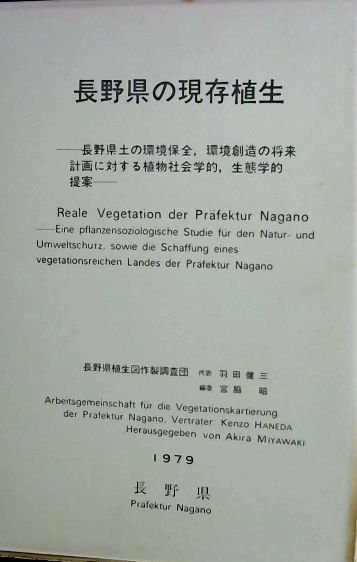 長野県の現存植生
——長野県土の環境保全，環境創造の将来
計画に対する植物社会学的，生態学的
提案——
Reale Vegetation der Präfektur Nagano
——Eine pflanzensoziologische Studie für den Natur- und
Umweltschutz, sowie die Schaffung eines
vegetationsreichen Landes der Präfektur Nagano
長野県植生図作製調査団 代表 羽田健三
編著 宮脇 昭
Arbeitsgemeinschaft für die Vegetationskartierung
der Präfektur Nagano, Vertrater: Kenzo HANEDA
Herausgegeben von Akira MIYAWAKI
1979
長野県
Präfektur Nagano